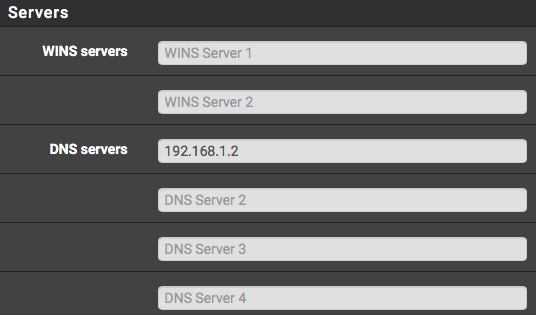 Servers
WINS servers WINS Server 1
WINS Server 2
DNS servers 192.168.1.2
DNS Server 2
DNS Server 3
DNS Server 4